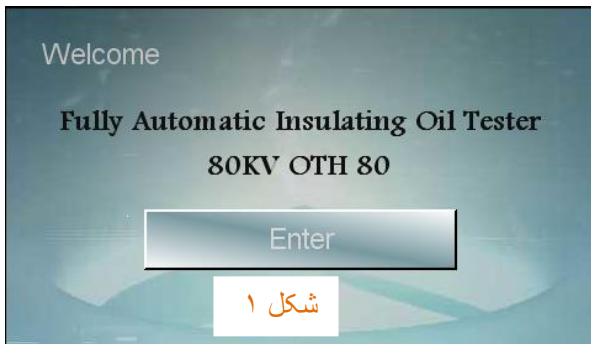 Welcome
Fully Automatic Insulating Oil Tester
80KV OTH 80
Enter
شکل ۱